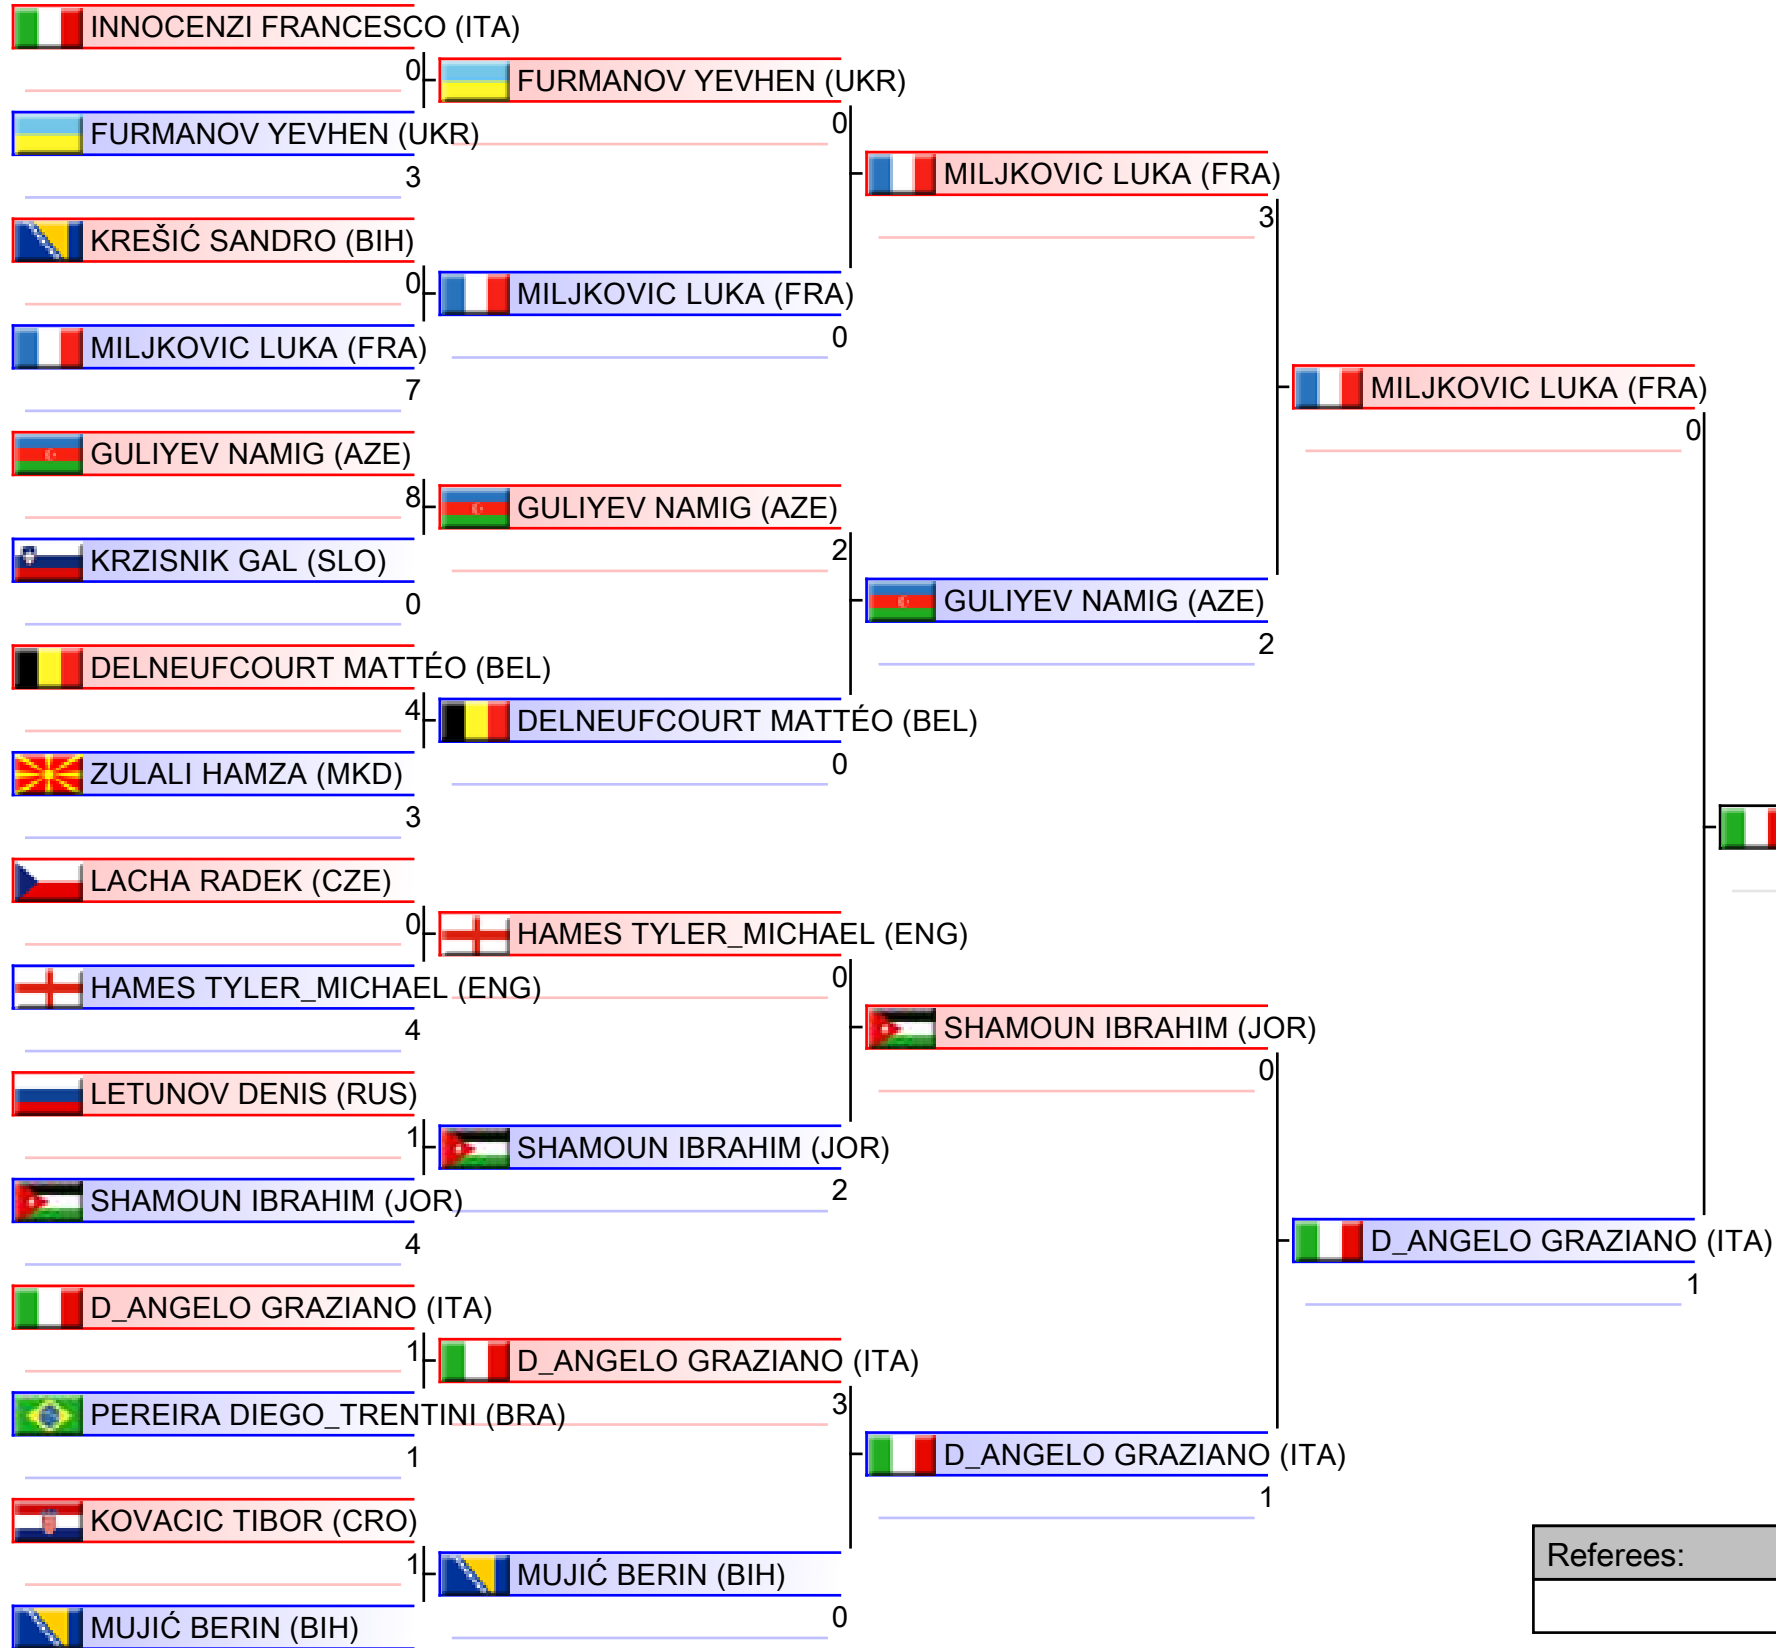 INNOCENZI FRANCESCO (ITA)
0
FURMANOV YEVHEN (UKR)
3
KREŠIĆ SANDRO (BIH)
0
MILJKOVIC LUKA (FRA)
7
GULIYEV NAMIG (AZE)
8
KRZISNIK GAL (SLO)
0
DELNEUFCOURT MATTÉO (BEL)
4
ZULALI HAMZA (MKD)
3
LACHA RADEK (CZE)
0
HAMES TYLER_MICHAEL (ENG)
4
LETUNOV DENIS (RUS)
1
SHAMOUN IBRAHIM (JOR)
4
D_ANGELO GRAZIANO (ITA)
1
PEREIRA DIEGO_TRENTINI (BRA)
1
KOVACIC TIBOR (CRO)
1
MUJIĆ BERIN (BIH)
FURMANOV YEVHEN (UKR)
0
MILJKOVIC LUKA (FRA)
0
GULIYEV NAMIG (AZE)
2
DELNEUFCOURT MATTÉO (BEL)
0
HAMES TYLER_MICHAEL (ENG)
0
SHAMOUN IBRAHIM (JOR)
2
D_ANGELO GRAZIANO (ITA)
3
MUJIĆ BERIN (BIH)
0
MILJKOVIC LUKA (FRA)
3
GULIYEV NAMIG (AZE)
2
SHAMOUN IBRAHIM (JOR)
0
D_ANGELO GRAZIANO (ITA)
1
MILJKOVIC LUKA (FRA)
0
D_ANGELO GRAZIANO (ITA)
1
Referees: